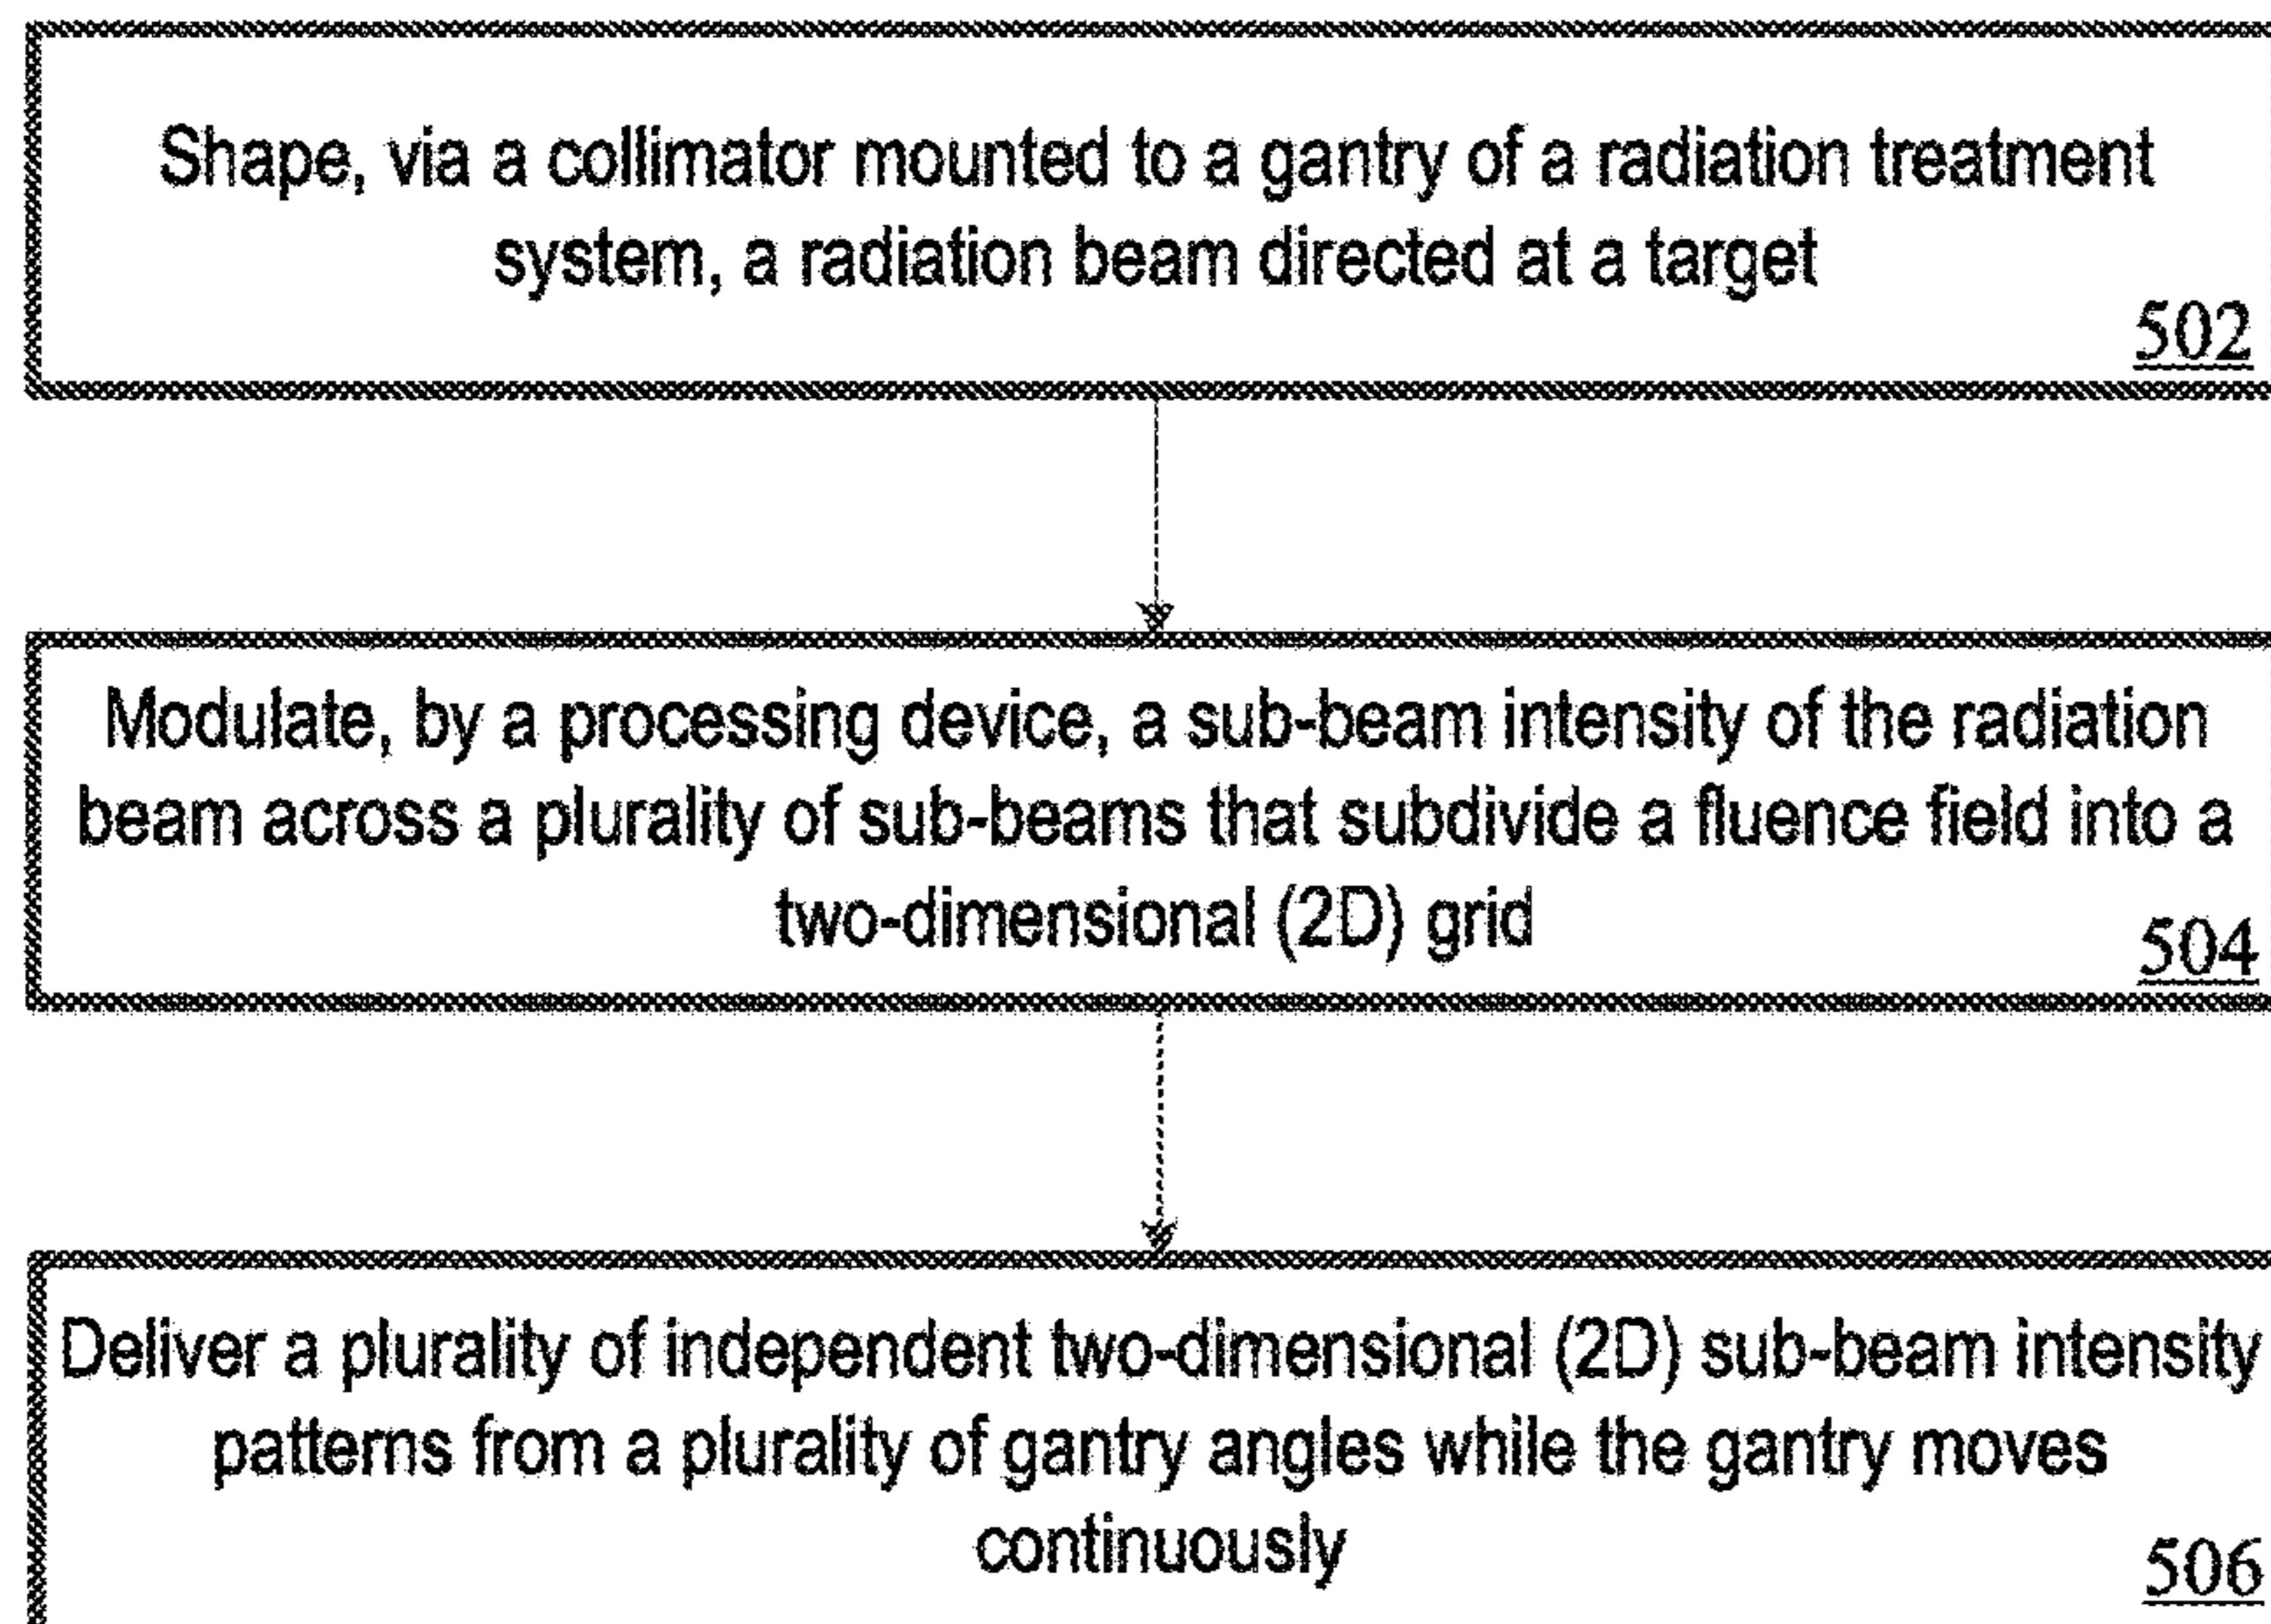 Shape, via a collimator mounted to a gantry of a radiation treatment
system, a radiation beam directed at a target
502
Modulate, by a processing device, a sub-beam intensity of the radiation
beam across a plurality of sub-beams that subdivide a fluence field into a
two-dimensional (2D) grid
504
Deliver a plurality of independent two-dimensional (2D) sub-beam intensity
patterns from a plurality of gantry angles while the gantry moves
continuously
506